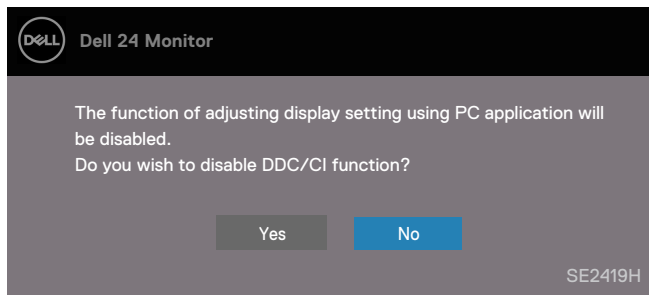 DELL
Dell 24 Monitor
The function of adjusting display setting using PC application will
be disabled.
Do you wish to disable DDC/CI function?
Yes
No
SE2419H